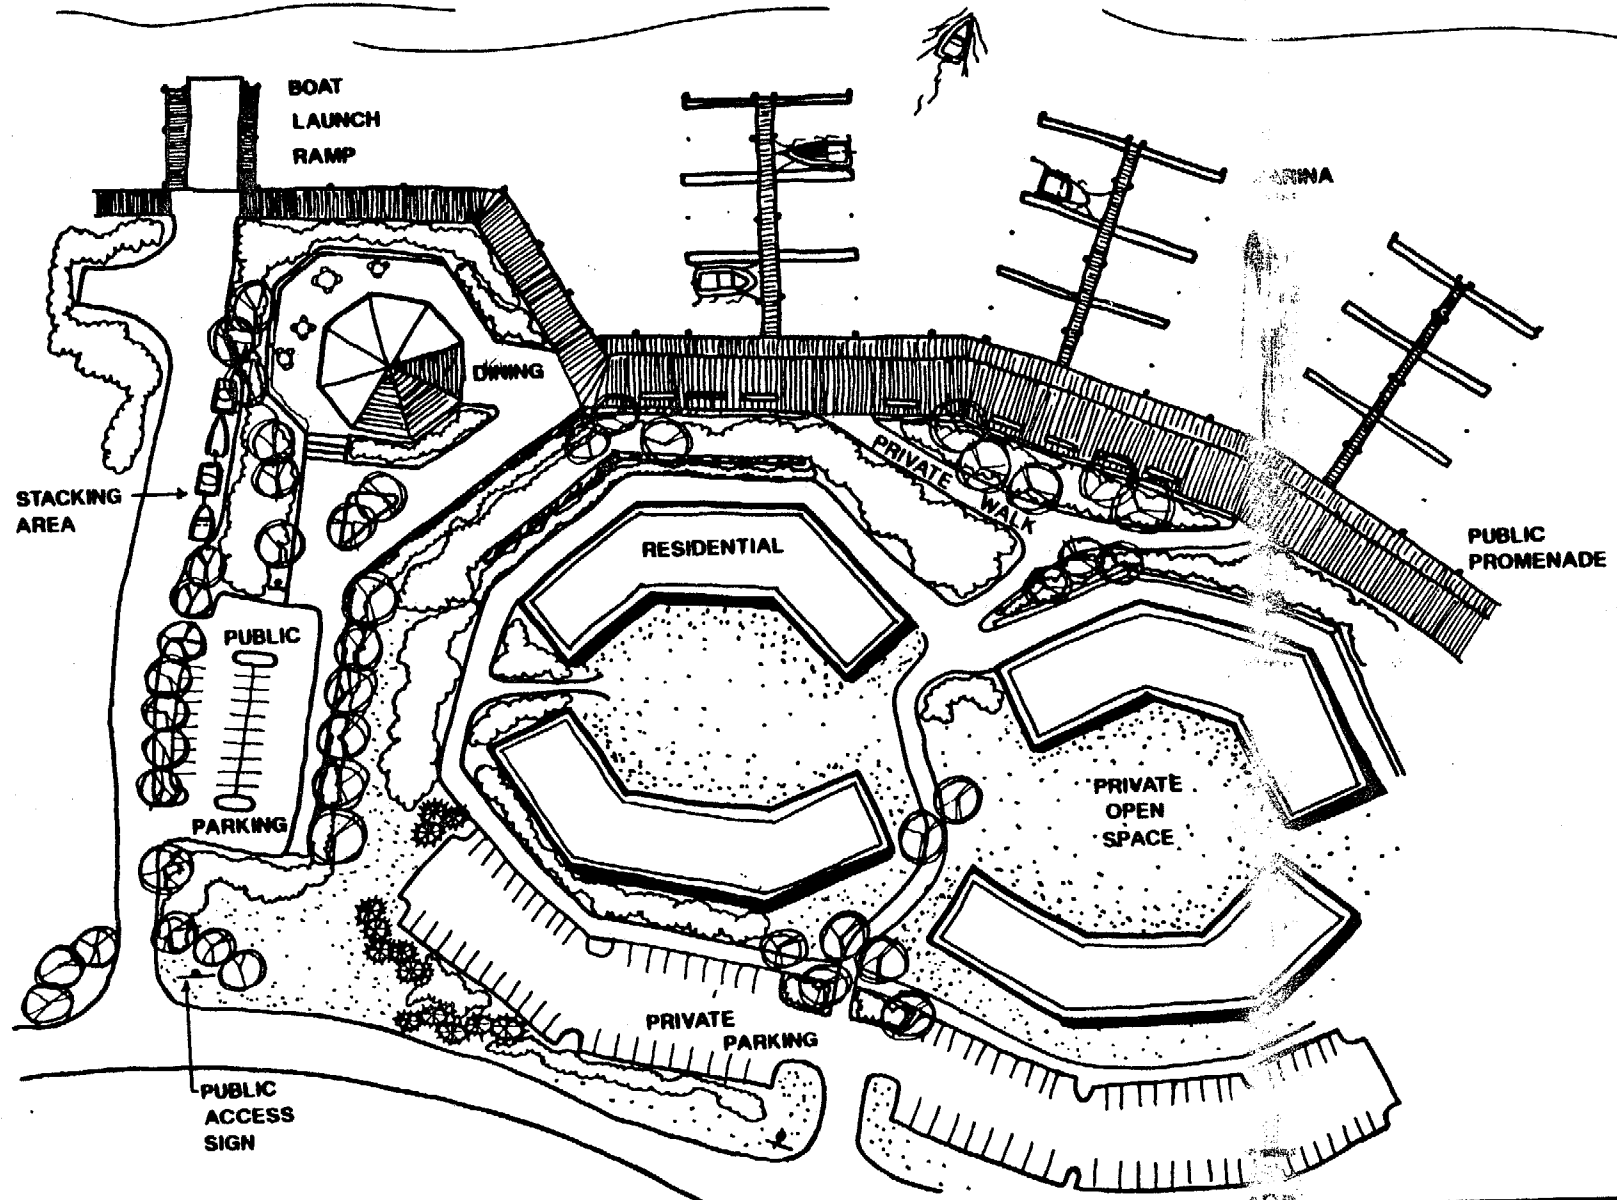 BOAT
LAUNCH
RAMP
DINING
STACKING
AREA
PRIVATE
WALK
RESIDENTIAL
PUBLIC
PROMENADE
PUBLIC
PARKING
PRIVATE
OPEN
SPACE
PRIVATE
PARKING
PUBLIC
ACCESS
SIGN